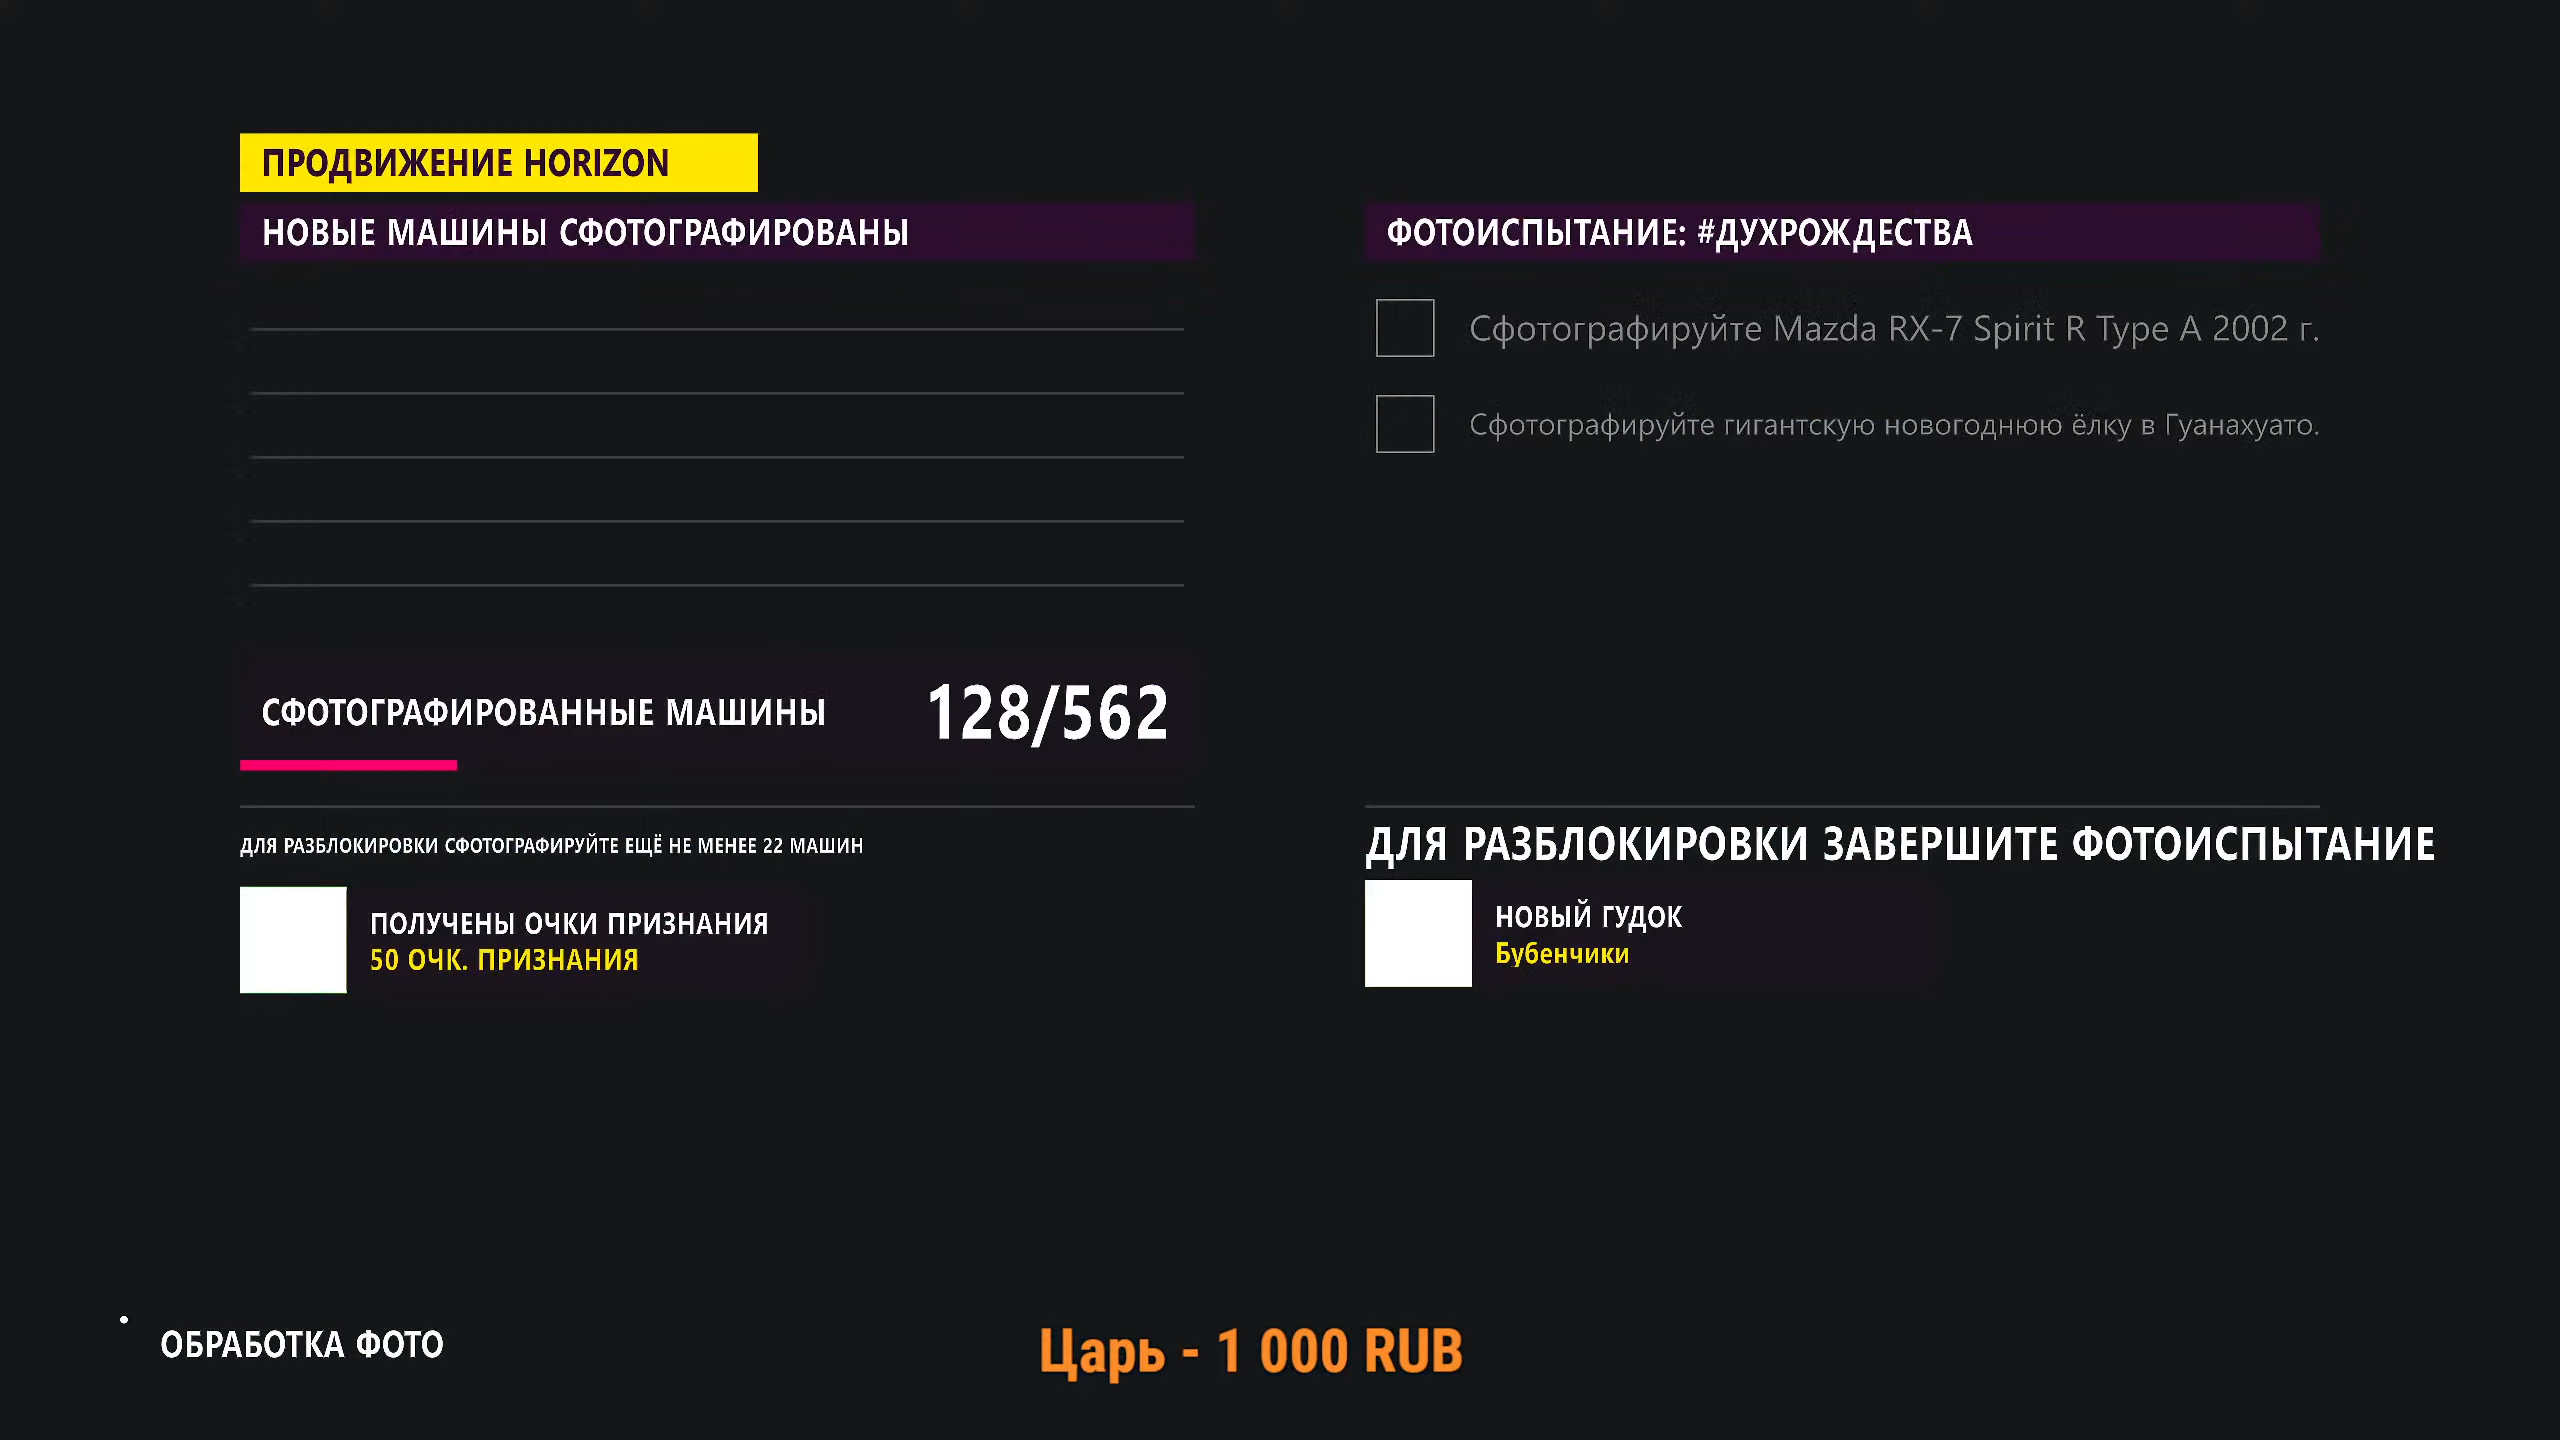 ПРОДВИЖЕНИЕ HORIZON
НОВЫЕ МАШИНЫ СФОТОГРАФИРОВАНЫ
СФОТОГРАФИРОВАННЫЕ МАШИНЫ 128/562
ДЛЯ РАЗБЛОКИРОВКИ СФОТОГРАФИРУЙТЕ ЕЩЁ НЕ МЕНЕЕ 22 МАШИН
ПОЛУЧЕНЫ ОЧКИ ПРИЗНАНИЯ
50 ОЧК. ПРИЗНАНИЯ
ФОТОИСПЫТАНИЕ: #ДУХРОЖДЕСТВА
Сфотографируйте Mazda RX-7 Spirit R Type A 2002 г.
Сфотографируйте гигантскую новогоднюю ёлку в Гуанахуато.
ДЛЯ РАЗБЛОКИРОВКИ ЗАВЕРШИТЕ ФОТОИСПЫТАНИЕ
НОВЫЙ ГУДОК
Бубенчики
ОБРАБОТКА ФОТО
Царь - 1 000 RUB